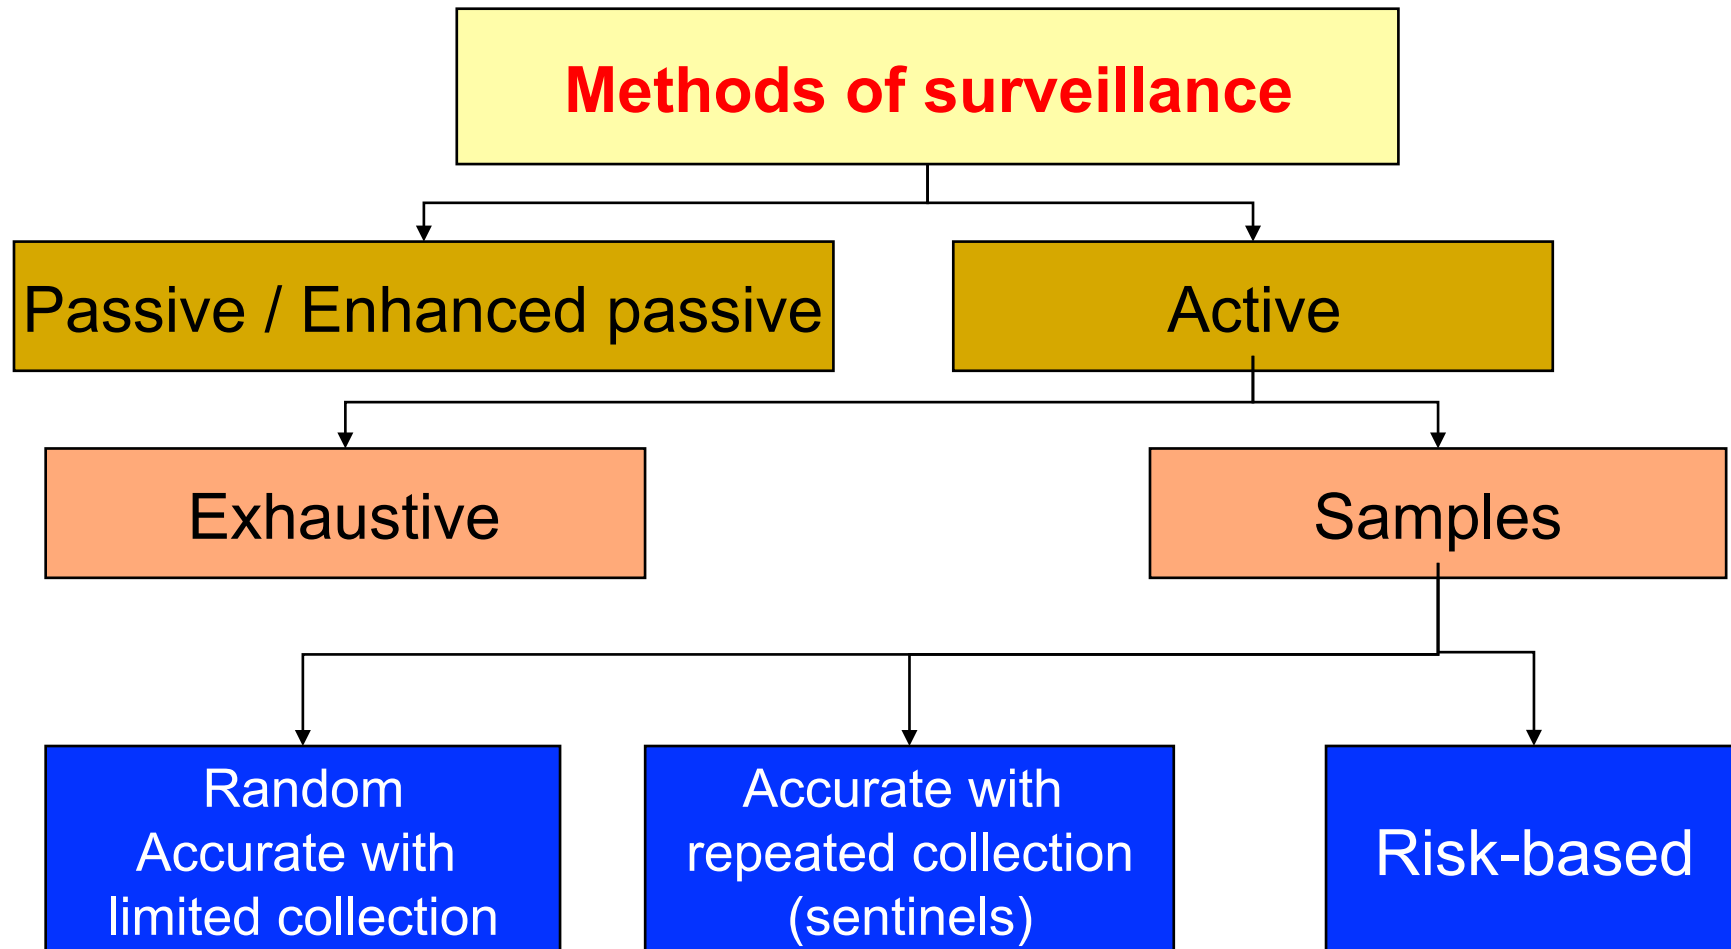 Methods of surveillance
Passive / Enhanced passive
Active
Exhaustive
Samples
Random
Accurate with
limited collection
Accurate with
repeated collection
(sentinels)
Risk-based